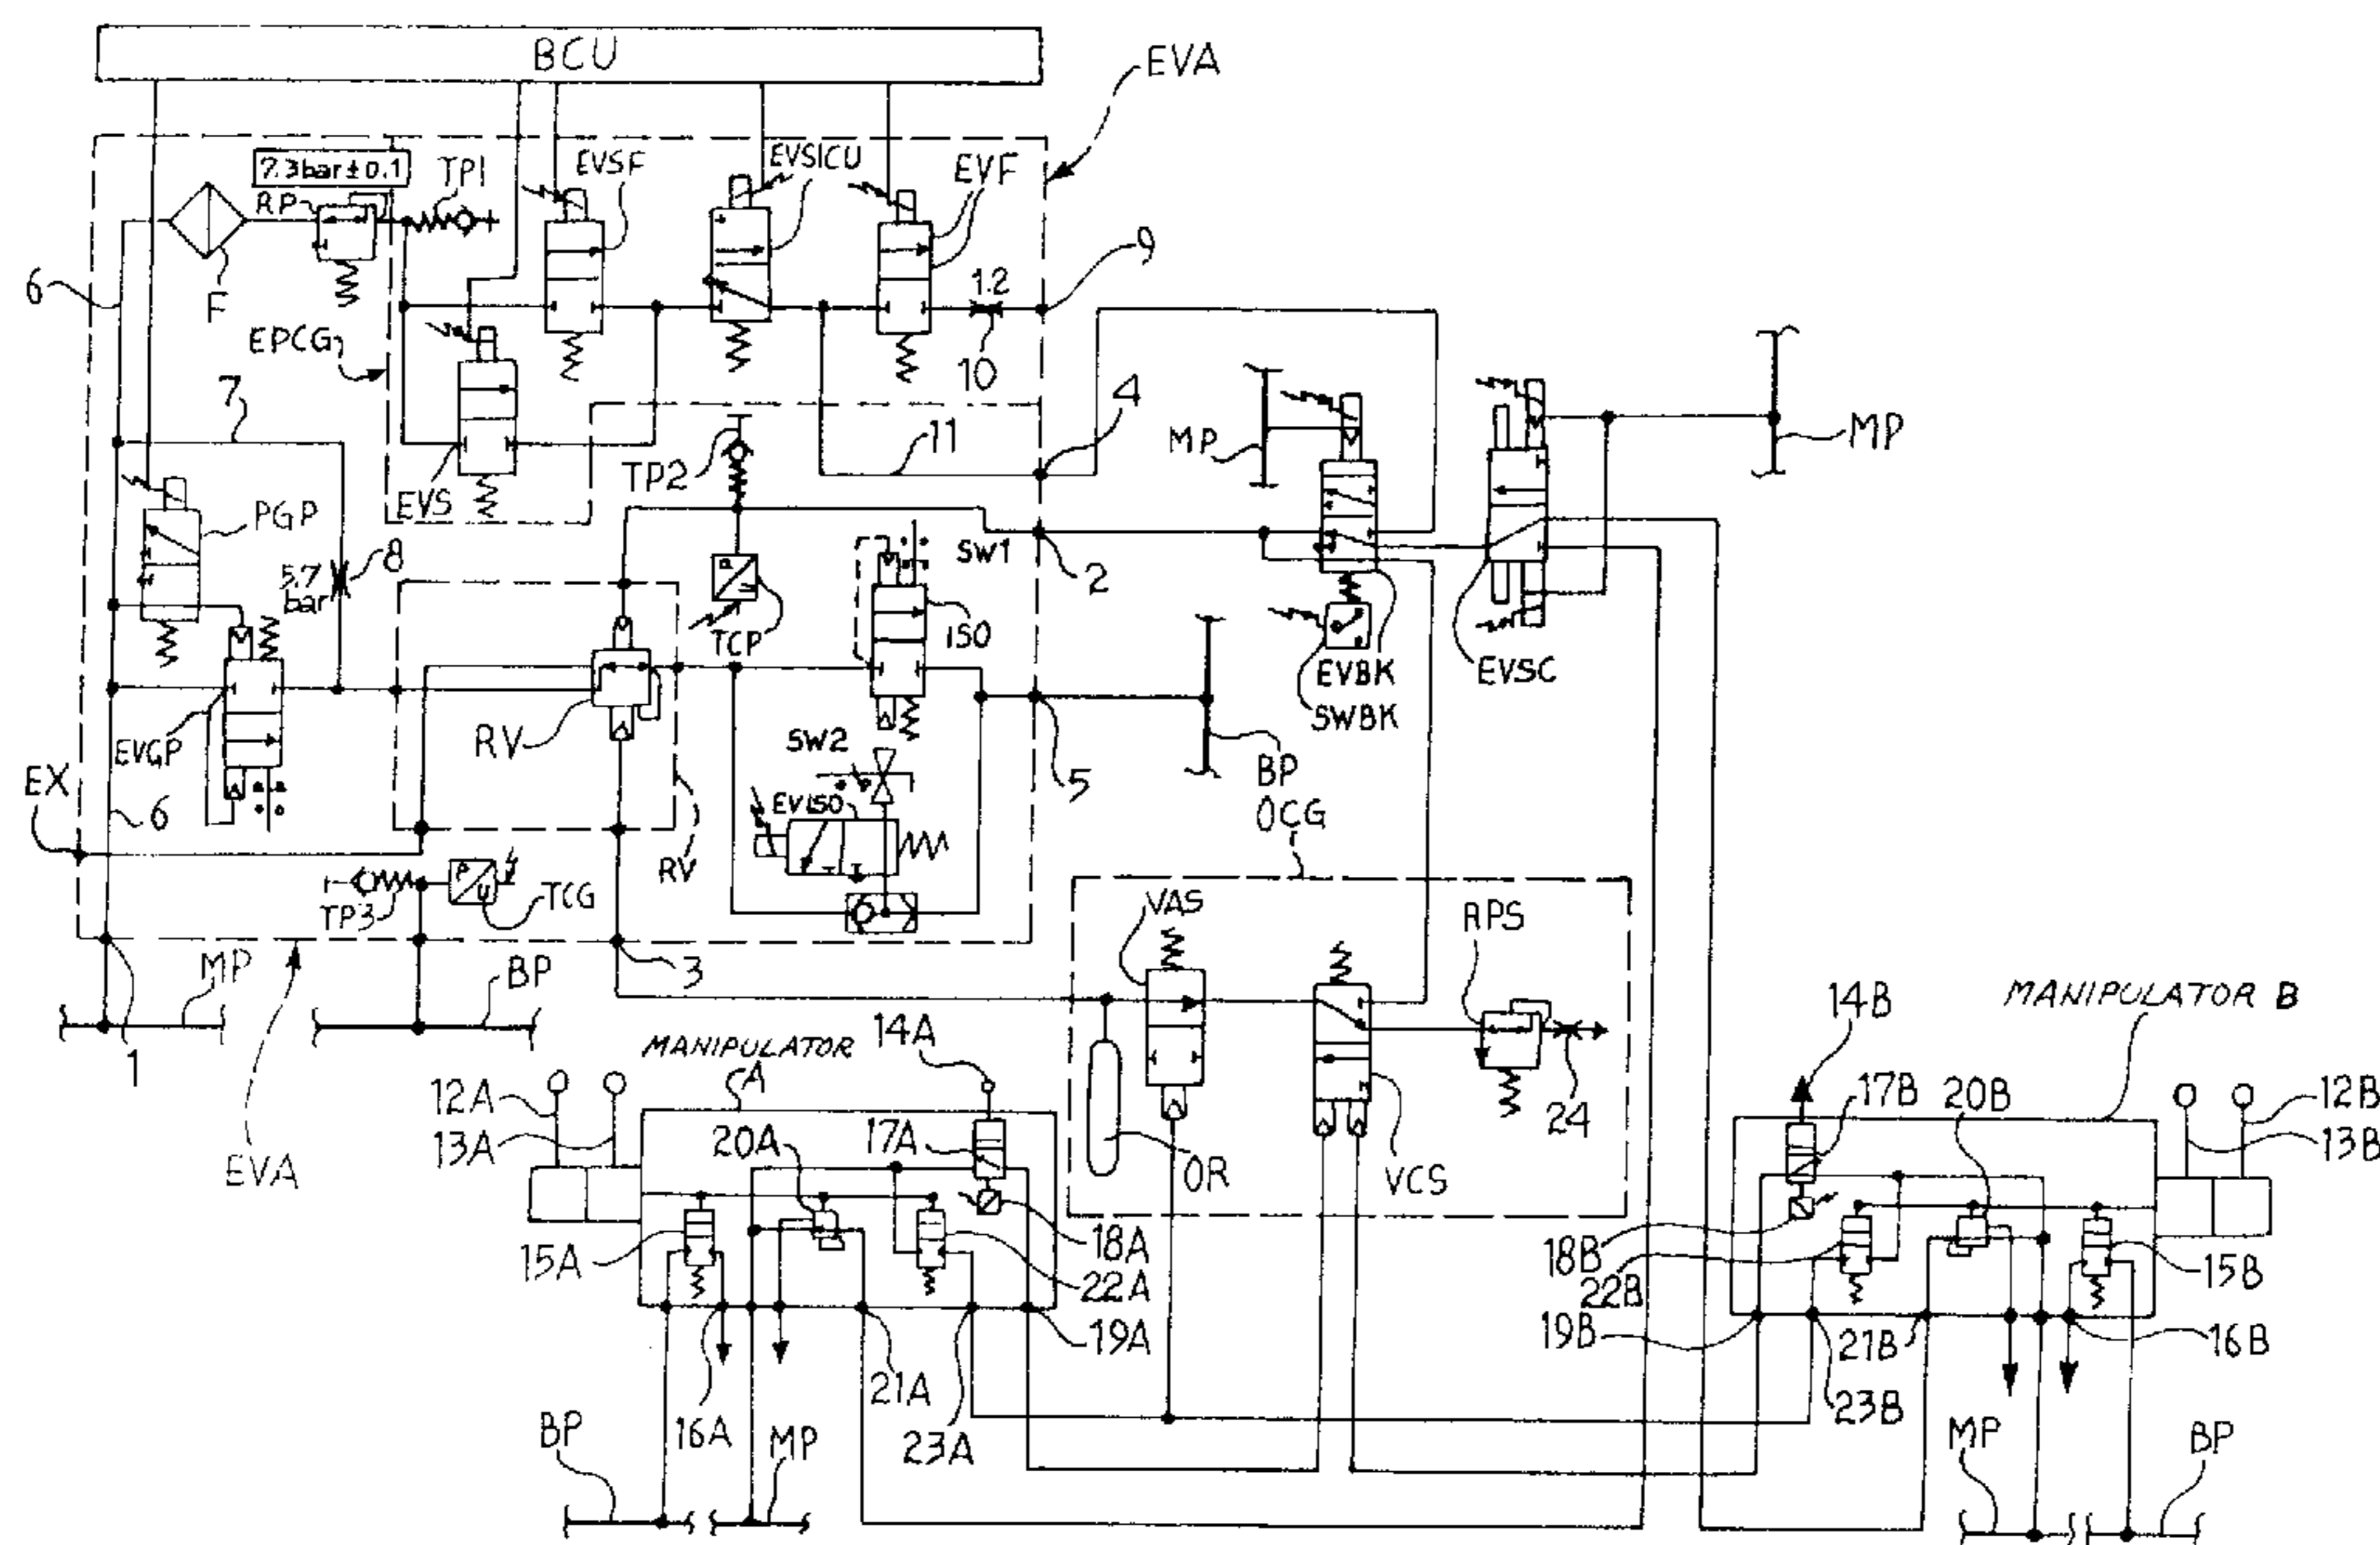 BCU
EVA
7.3bar±0.1
TP1
EVSF
EVSICU
EVF
RP
9
6
F
1.2
10
EPCG
4
7
11
MP
MP
TP2
EVS
PGP
SW1
2
8
5.7
bar
TCP
ISO
EVBK
EVSC
SWBK
EVGP
RV
SW2
EX
6
BP
5
EVISO
OCG
RV
TP3
TCG
VAS
RPS
MP
BP
3
14A
14B
MANIPULATOR B
1
MANIPULATOR
A
12A
13A
20A
17A
24
17B
20B
12B
13B
EVA
OR
VCS
15A
18A
22A
18B
22B
15B
19A
19B
21B
16B
21A
23B
16A
23A
BP
MP
MP
BP